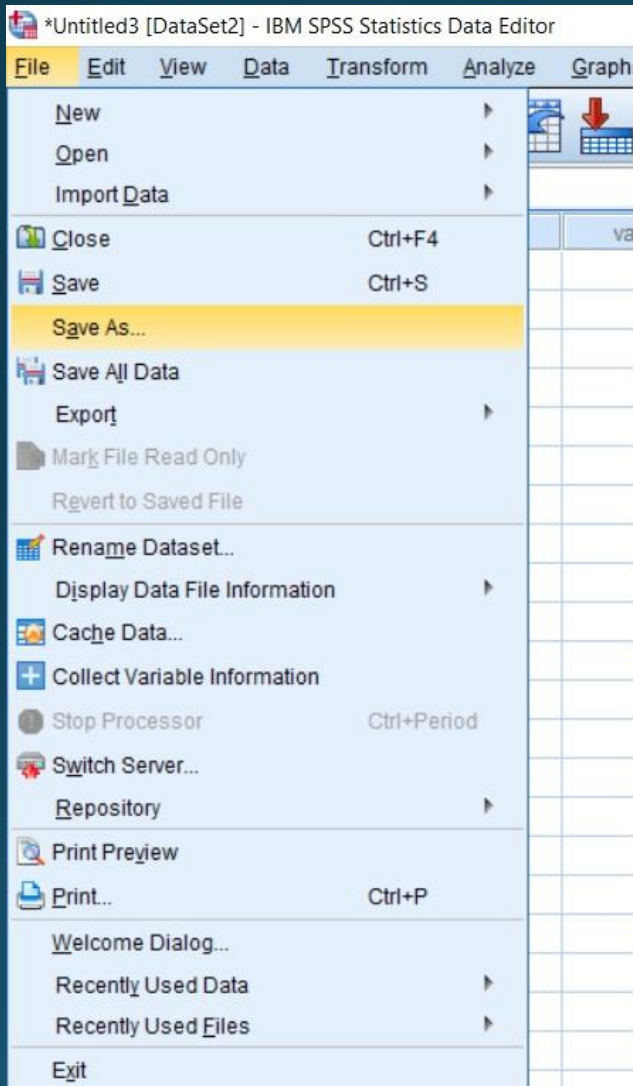 *Untitled3 [DataSet2] - IBM SPSS Statistics Data Editor
File Edit View Data Transform Analyze Graphs
New
Open
Import Data
Close Ctrl+F4
Save Ctrl+S
Save As...
Save All Data
Export
Mark File Read Only
Revert to Saved File
Rename Dataset...
Display Data File Information
Cache Data...
Collect Variable Information
Stop Processor Ctrl+Period
Switch Server...
Repository
Print Preview
Print... Ctrl+P
Welcome Dialog...
Recently Used Data
Recently Used Files
Exit
va